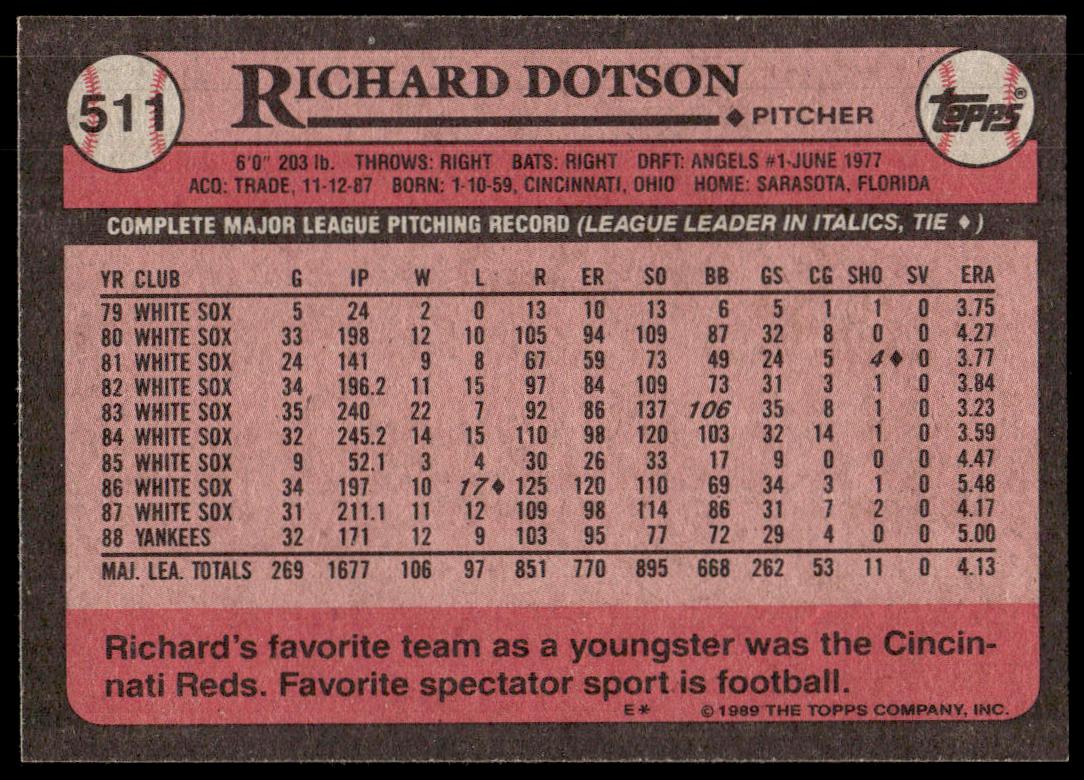 511
RICHARD DOTSON
♦ PITCHER
Topps®
6'0" 203 lb. THROWS: RIGHT BATS: RIGHT DRFT: ANGELS #1-JUNE 1977
ACQ: TRADE, 11-12-87 BORN: 1-10-59, CINCINNATI, OHIO HOME: SARASOTA, FLORIDA
COMPLETE MAJOR LEAGUE PITCHING RECORD (LEAGUE LEADER IN ITALICS, TIE ♦)
YR CLUB G IP W L R ER SO BB GS CG SHO SV ERA
79 WHITE SOX 5 24 2 0 13 10 13 6 5 1 1 0 3.75
80 WHITE SOX 33 198 12 10 105 94 109 87 32 8 0 0 4.27
81 WHITE SOX 24 141 9 8 67 59 73 49 24 5 4♦ 0 3.77
82 WHITE SOX 34 196.2 11 15 97 84 109 73 31 3 1 0 3.84
83 WHITE SOX 35 240 22 7 92 86 137 106 35 8 1 0 3.23
84 WHITE SOX 32 245.2 14 15 110 98 120 103 32 14 1 0 3.59
85 WHITE SOX 9 52.1 3 4 30 26 33 17 9 0 0 0 4.47
86 WHITE SOX 34 197 10 17♦ 125 120 110 69 34 3 1 0 5.48
87 WHITE SOX 31 211.1 11 12 109 98 114 86 31 7 2 0 4.17
88 YANKEES 32 171 12 9 103 95 77 72 29 4 0 0 5.00
MAJ. LEA. TOTALS 269 1677 106 97 851 770 895 668 262 53 11 0 4.13
Richard's favorite team as a youngster was the Cincin-
nati Reds. Favorite spectator sport is football.
E* © 1989 THE TOPPS COMPANY, INC.